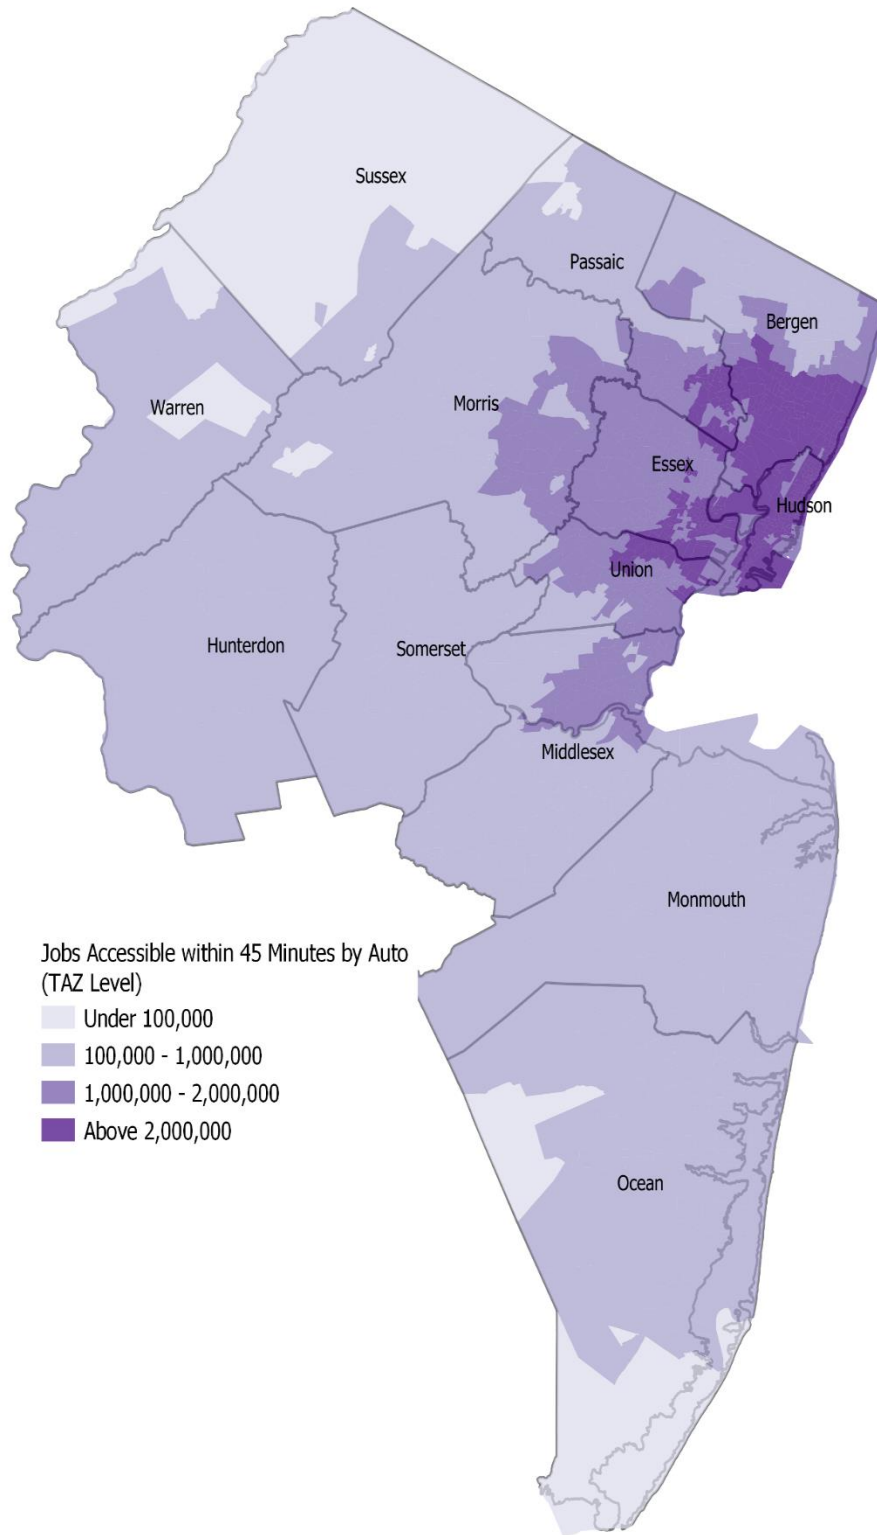 Sussex
Passaic
Bergen
Warren
Morris
Essex
Hudson
Union
Hunterdon
Somerset
Middlesex
Monmouth
Jobs Accessible within 45 Minutes by Auto
(TAZ Level)
Under 100,000
100,000 - 1,000,000
1,000,000 - 2,000,000
Above 2,000,000
Ocean